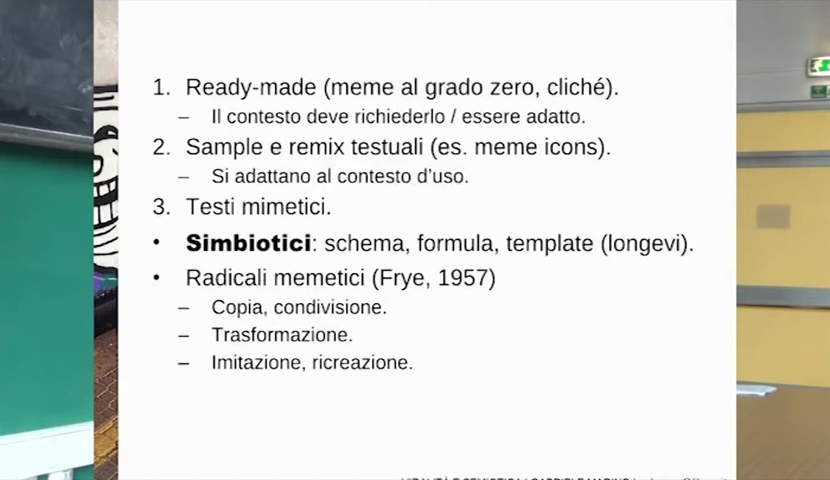 1. Ready-made (meme al grado zero, cliché).
– Il contesto deve richiederlo / essere adatto.
2. Sample e remix testuali (es. meme icons).
– Si adattano al contesto d’uso.
3. Testi mimetici.
• Simbiotici: schema, formula, template (longevi).
• Radicali memetici (Frye, 1957)
– Copia, condivisione.
– Trasformazione.
– Imitazione, ricreazione.